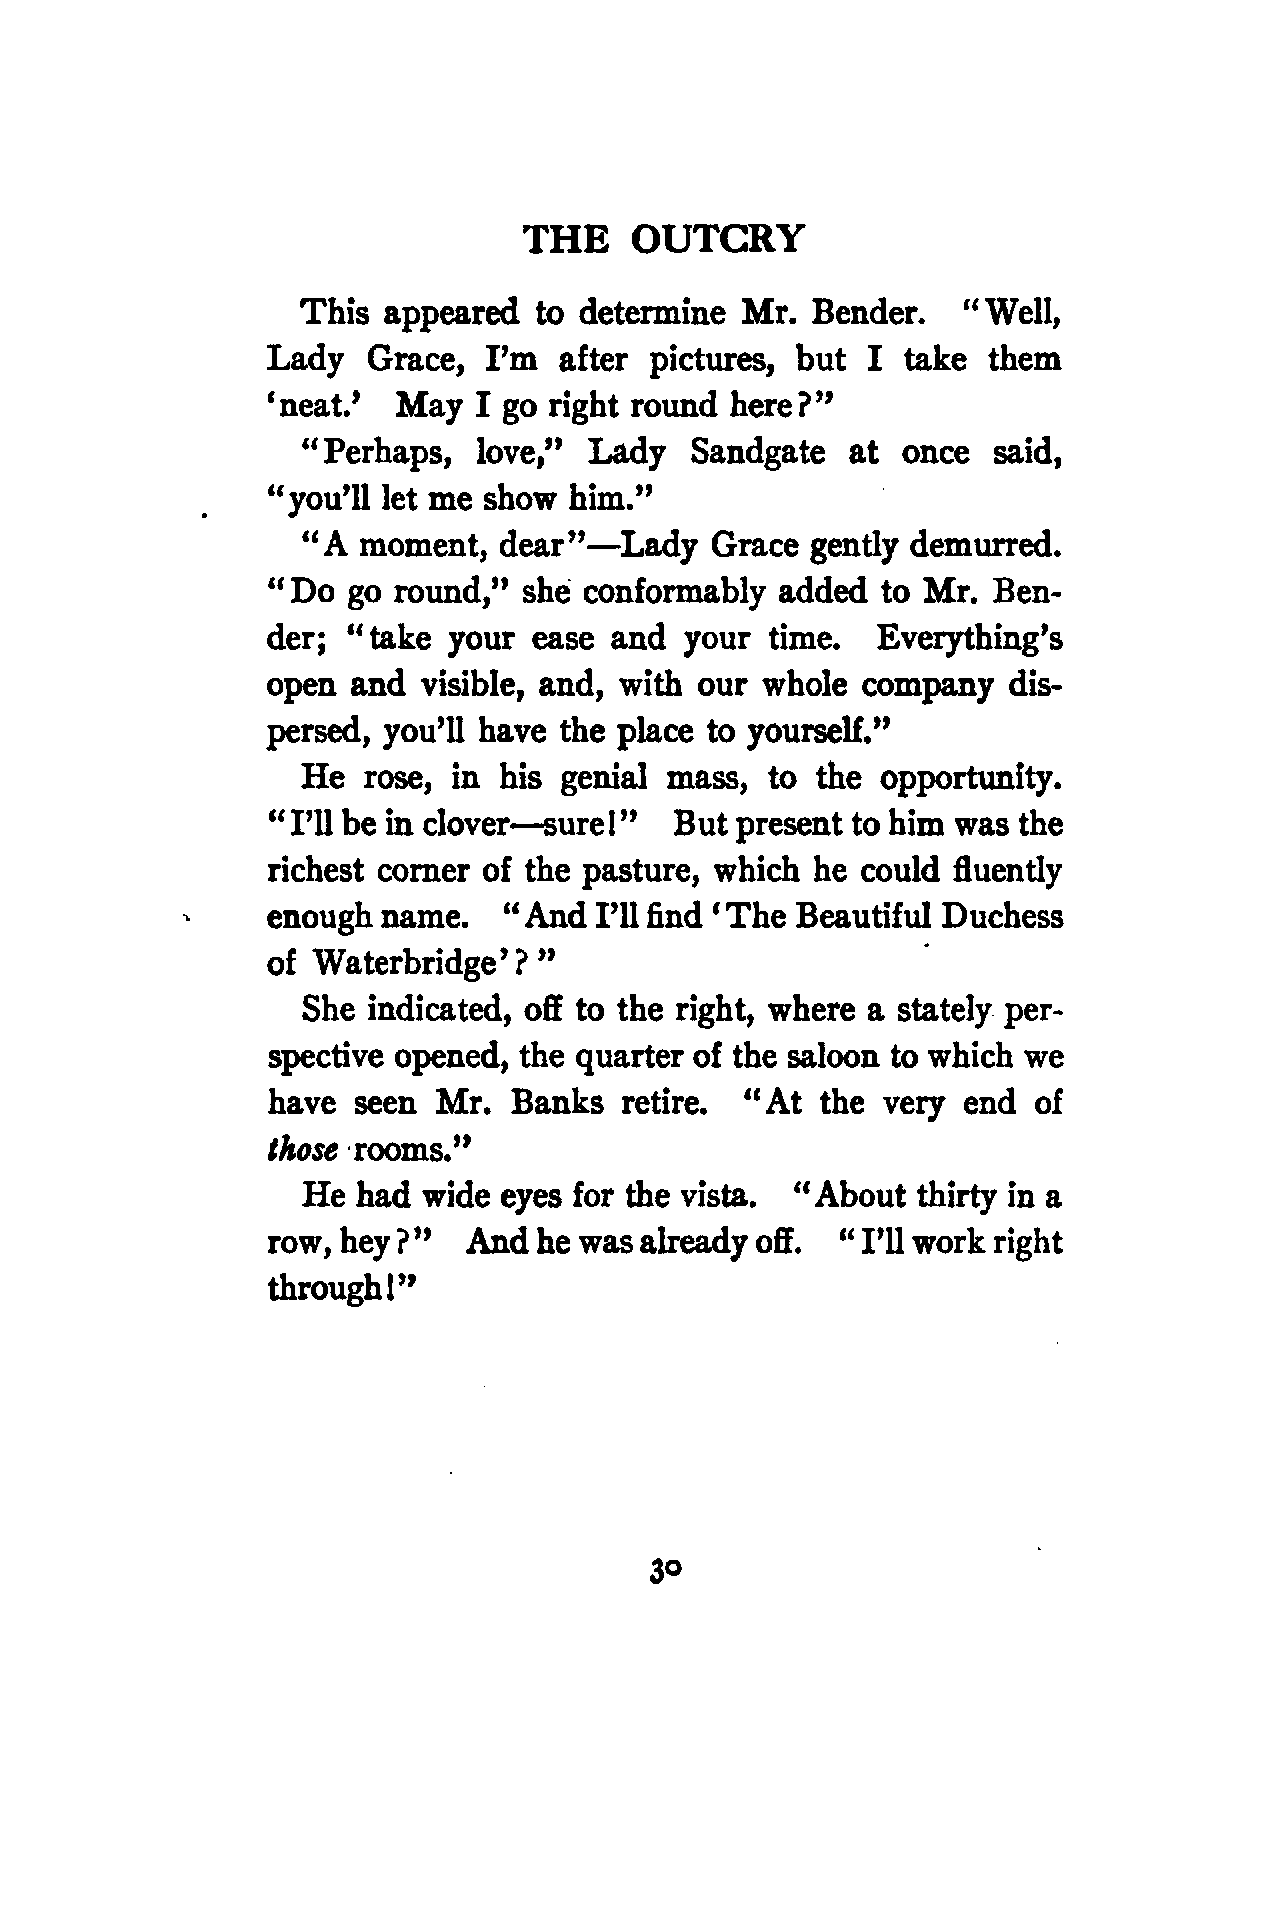 THE OUTCRY
This appeared to determine Mr. Bender. “Well,
Lady Grace, I’m after pictures, but I take them
‘neat.’ May I go right round here?”
“Perhaps, love,” Lady Sandgate at once said,
“you’ll let me show him.”
“A moment, dear”—Lady Grace gently demurred.
“Do go round,” she conformably added to Mr. Ben-
der; “take your ease and your time. Everything’s
open and visible, and, with our whole company dis-
persed, you’ll have the place to yourself.”
He rose, in his genial mass, to the opportunity.
“I’ll be in clover—sure!” But present to him was the
richest corner of the pasture, which he could fluently
enough name. “And I’ll find ‘The Beautiful Duchess
of Waterbridge’?”
She indicated, off to the right, where a stately per-
spective opened, the quarter of the saloon to which we
have seen Mr. Banks retire. “At the very end of
those rooms.”
He had wide eyes for the vista. “About thirty in a
row, hey?” And he was already off. “I’ll work right
through!”
30